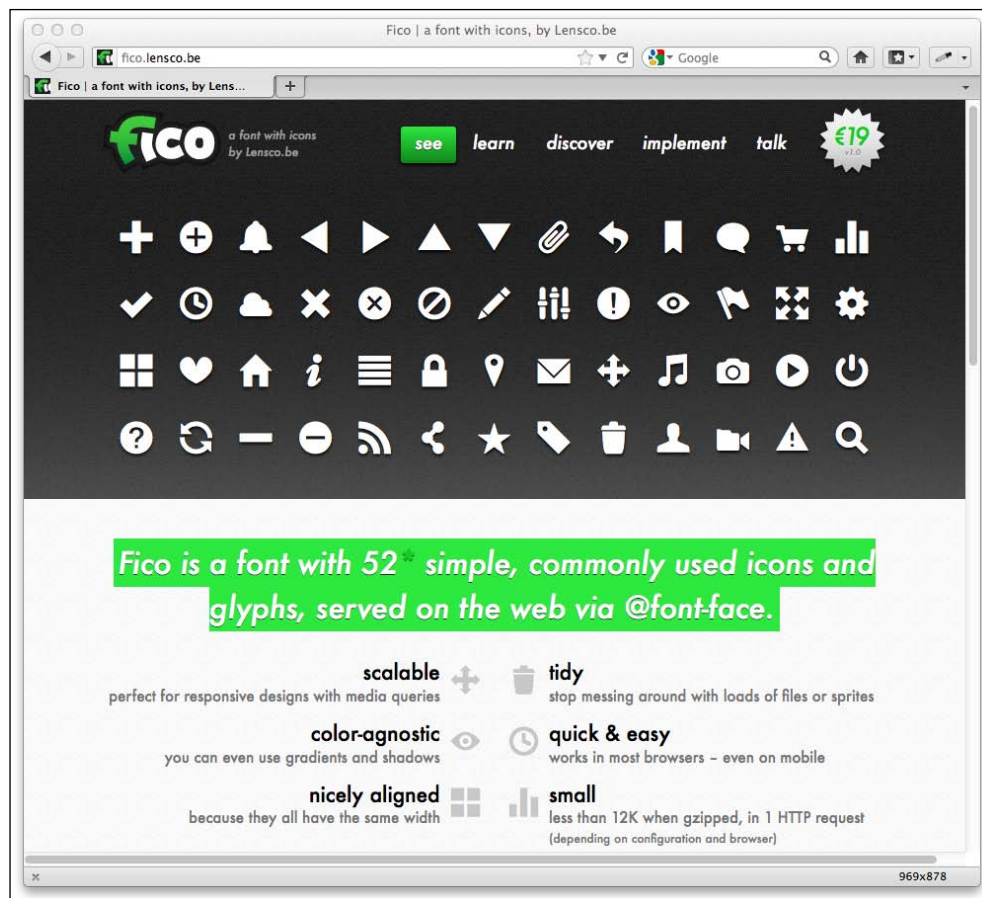 Fico | a font with icons, by Lensco.be
fico.lensco.be
Google
Fico | a font with icons, by Lens...
fico
a font with icons
by Lensco.be
see learn discover implement talk
€19
v1.0
Fico is a font with 52* simple, commonly used icons and
glyphs, served on the web via @font-face.
scalable
perfect for responsive designs with media queries
tidy
stop messing around with loads of files or sprites
color-agnostic
you can even use gradients and shadows
quick & easy
works in most browsers – even on mobile
nicely aligned
because they all have the same width
small
less than 12K when gzipped, in 1 HTTP request
(depending on configuration and browser)
969x878